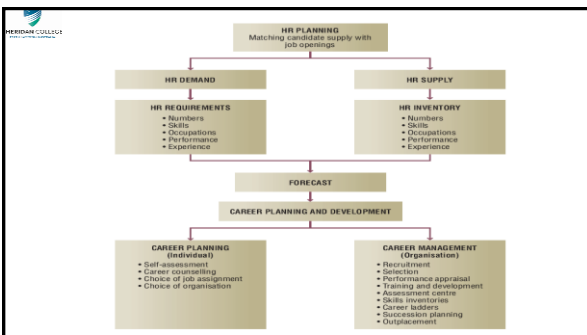 MERIDAN COLLEGE
HR PLANNING
Matching candidate supply with
job openings
HR DEMAND
HR SUPPLY
HR REQUIREMENTS
• Numbers
• Skills
• Occupations
• Performance
• Experience
HR INVENTORY
• Numbers
• Skills
• Occupations
• Performance
• Experience
FORECAST
CAREER PLANNING AND DEVELOPMENT
CAREER PLANNING
(Individual)
• Self-assessment
• Career counselling
• Choice of job assignment
• Choice of organisation
CAREER MANAGEMENT
(Organisation)
• Recruitment
• Selection
• Performance appraisal
• Training and development
• Assessment centre
• Skills inventories
• Career ladders
• Succession planning
• Outplacement